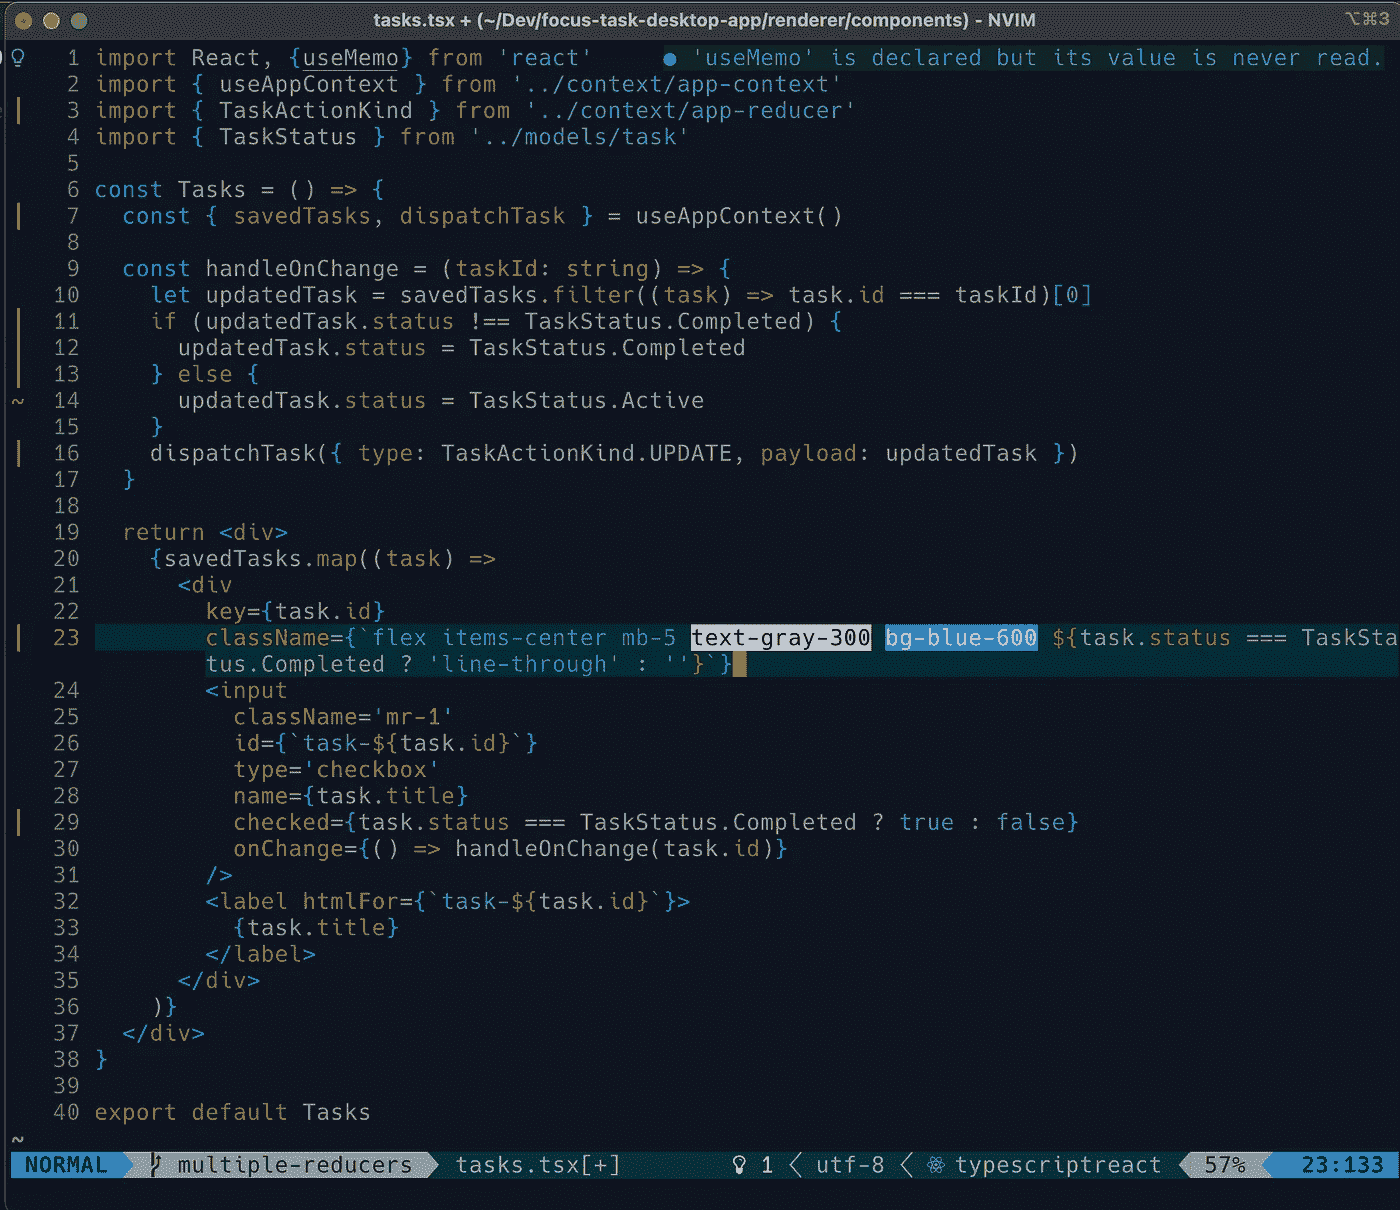 tasks.tsx + (~/Dev/focus-task-desktop-app/renderer/components) - NVIM ⌥⌘3
1 import React, {useMemo} from 'react' ● 'useMemo' is declared but its value is never read.
2 import { useAppContext } from '../context/app-context'
3 import { TaskActionKind } from '../context/app-reducer'
4 import { TaskStatus } from '../models/task'
5
6 const Tasks = () => {
7   const { savedTasks, dispatchTask } = useAppContext()
8
9   const handleOnChange = (taskId: string) => {
10     let updatedTask = savedTasks.filter((task) => task.id === taskId)[0]
11     if (updatedTask.status !== TaskStatus.Completed) {
12       updatedTask.status = TaskStatus.Completed
13     } else {
~ 14       updatedTask.status = TaskStatus.Active
15     }
16     dispatchTask({ type: TaskActionKind.UPDATE, payload: updatedTask })
17   }
18
19   return <div>
20     {savedTasks.map((task) =>
21       <div
22         key={task.id}
23         className={`flex items-center mb-5 text-gray-300 bg-blue-600 ${task.status === TaskSta
tus.Completed ? 'line-through' : ''}`}
24         <input
25           className='mr-1'
26           id={`task-${task.id}`}
27           type='checkbox'
28           name={task.title}
29           checked={task.status === TaskStatus.Completed ? true : false}
30           onChange={() => handleOnChange(task.id)}
31         />
32         <label htmlFor={`task-${task.id}`}>
33           {task.title}
34         </label>
35       </div>
36     )}
37   </div>
38 }
39
40 export default Tasks
~
NORMAL multiple-reducers tasks.tsx[+] 1 utf-8 typescriptreact 57% 23:133